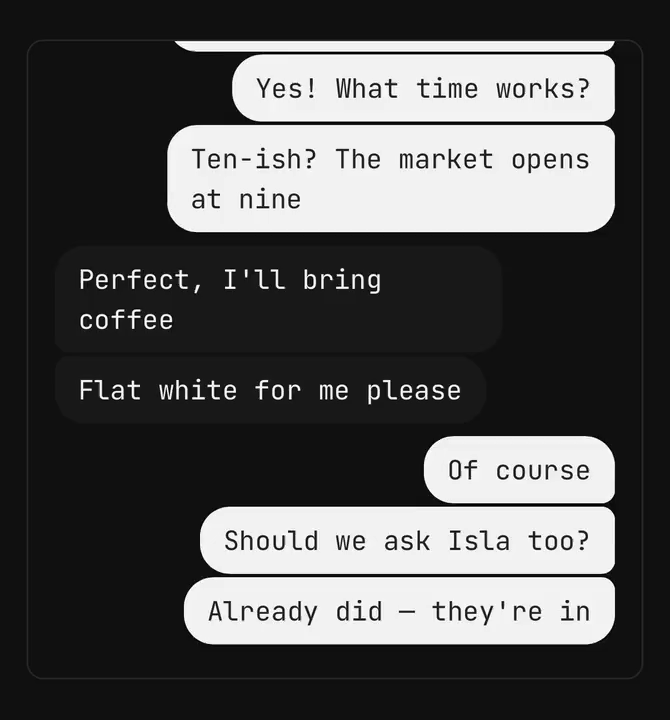 Yes! What time works?
Ten-ish? The market opens
at nine
Perfect, I'll bring
coffee
Flat white for me please
Of course
Should we ask Isla too?
Already did — they're in